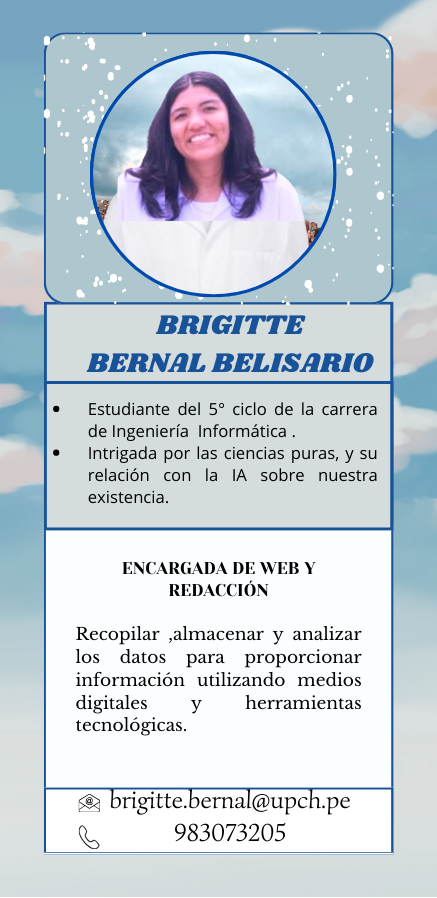 BRIGITTE
BERNAL BELISARIO
• Estudiante del 5° ciclo de la carrera
de Ingeniería Informática .
• Intrigada por las ciencias puras, y su
relación con la IA sobre nuestra
existencia.
ENCARGADA DE WEB Y
REDACCIÓN
Recopilar ,almacenar y analizar
los datos para proporcionar
información utilizando medios
digitales y herramientas
tecnológicas.
brigitte.bernal@upch.pe
983073205